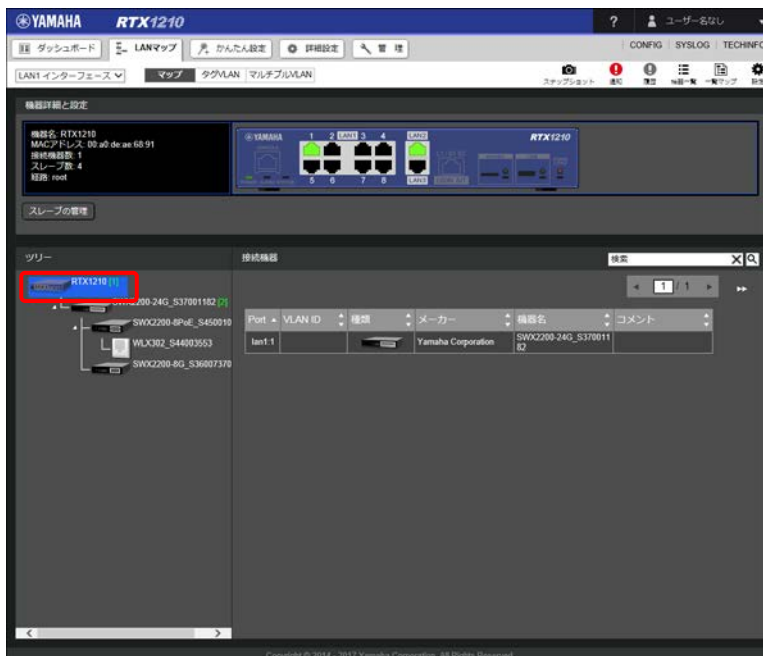 YAMAHA RTX1210 ? ユーザー名なし
ダッシュボード LANマップ かんたん設定 詳細設定 管理 CONFIG SYSLOG TECHINFO
LAN1 インターフェース マップ タグVLAN マルチプルVLAN スナップショット 通知 履歴 機器一覧 一覧マップ 設定
機器詳細と設定
機器名: RTX1210
MACアドレス: 00:a0:de:ae:68:91
接続機器数: 1
スレーブ数: 4
経路: root
YAMAHA 1 2 LAN1 3 4 LAN2 RTX1210
5 6 7 8 LAN3
スレーブの管理
ツリー 接続機器 検索
RTX1210 [1]
SWX2200-24G_S37001182 [2]
SWX2200-8PoE_S450010
WLX302_S44003553
SWX2200-8G_S36007370
1 / 1
Port VLAN ID 種類 メーカー 機器名 コメント
lan1:1 Yamaha Corporation SWX2200-24G_S370011
82
Copyright © 2014 - 2017 Yamaha Corporation. All Rights Reserved.